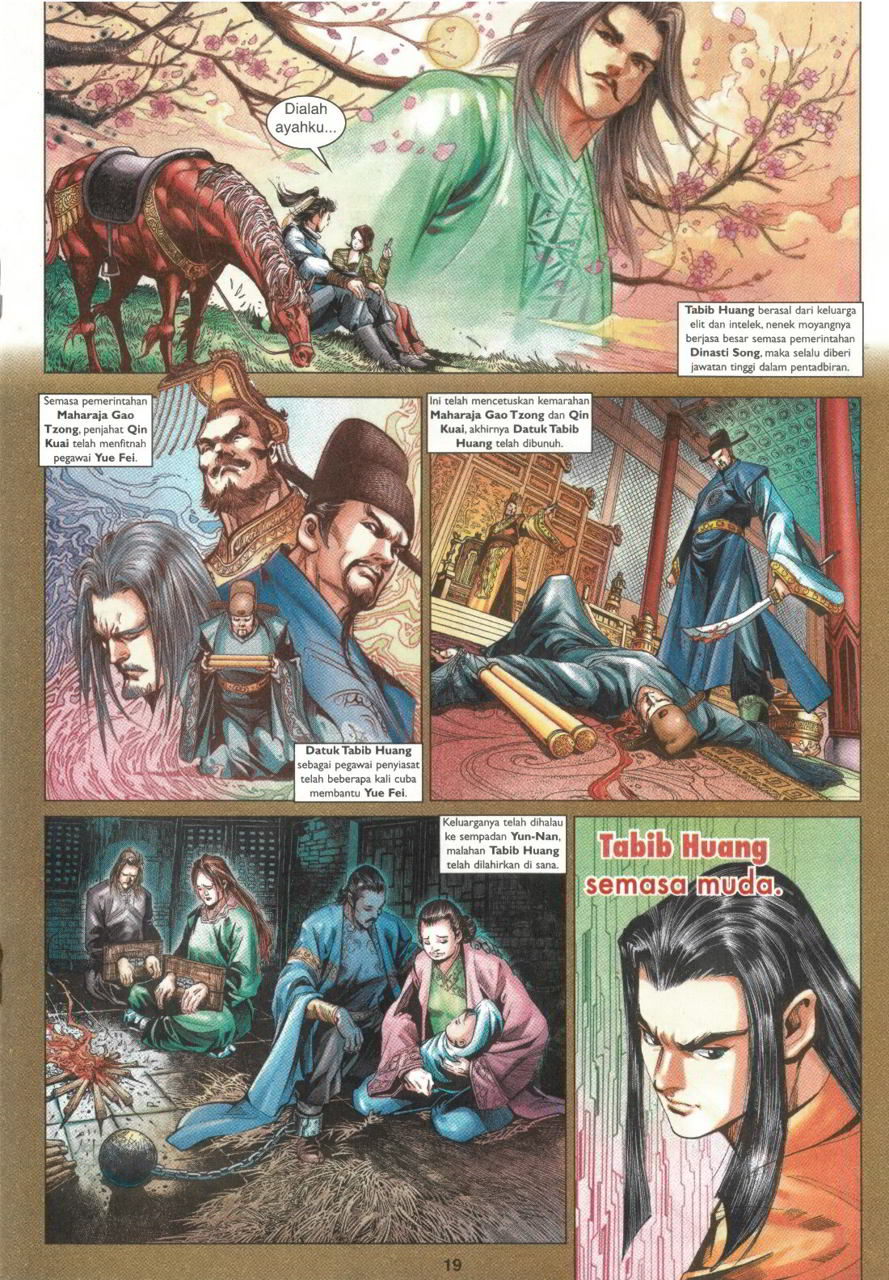 Dialah
ayahku...
Tabib Huang berasal dari keluarga
elit dan intelek, nenek moyangnya
berjasa besar semasa pemerintahan
Dinasti Song, maka selalu diberi
jawatan tinggi dalam pentadbiran.
Semasa pemerintahan
Maharaja Gao
Tzong, penjahat Qin
Kuai telah menfitnah
pegawai Yue Fei.
Datuk Tabib Huang
sebagai pegawai penyiasat
telah beberapa kali cuba
membantu Yue Fei.
Ini telah mencetuskan kemarahan
Maharaja Gao Tzong dan Qin
Kuai, akhirnya Datuk Tabib
Huang telah dibunuh.
Keluarganya telah dihalau
ke sempadan Yun-Nan,
malahan Tabib Huang
telah dilahirkan di sana.
Tabib Huang
semasa muda.
19